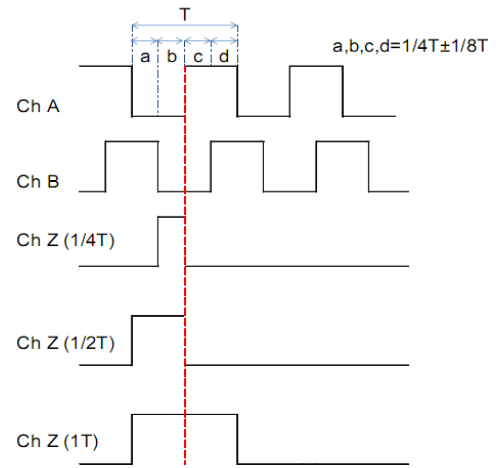 T
a b c d
a,b,c,d=1/4T±1/8T
Ch A
Ch B
Ch Z (1/4T)
Ch Z (1/2T)
Ch Z (1T)